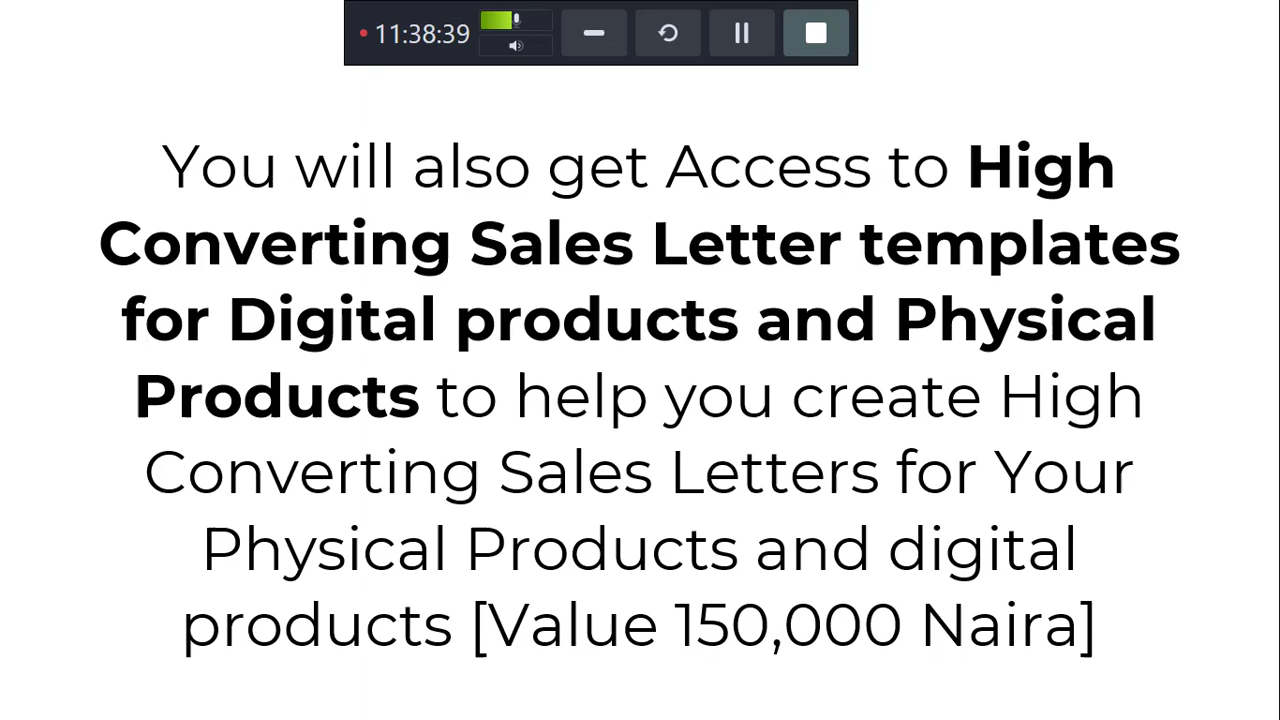 11:38:39
You will also get Access to High
Converting Sales Letter templates
for Digital products and Physical
Products to help you create High
Converting Sales Letters for Your
Physical Products and digital
products [Value 150,000 Naira]